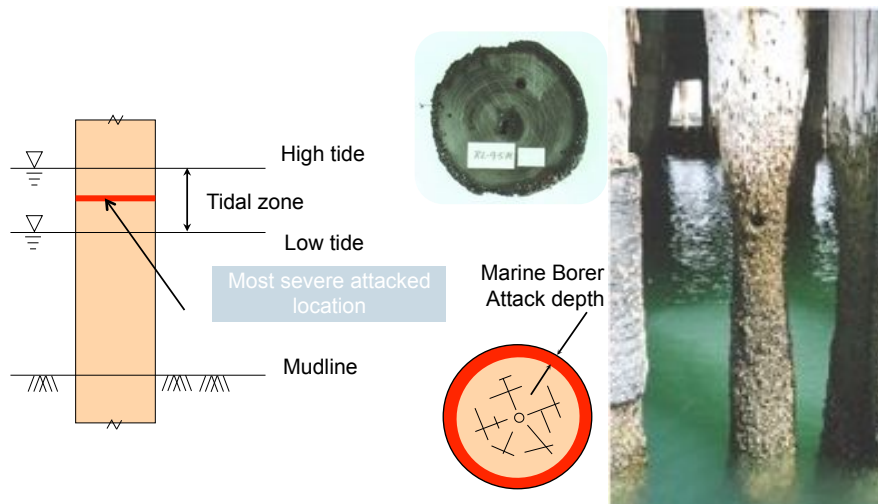 High tide
Tidal zone
Low tide
Most severe attacked
location
Mudline
Marine Borer
Attack depth